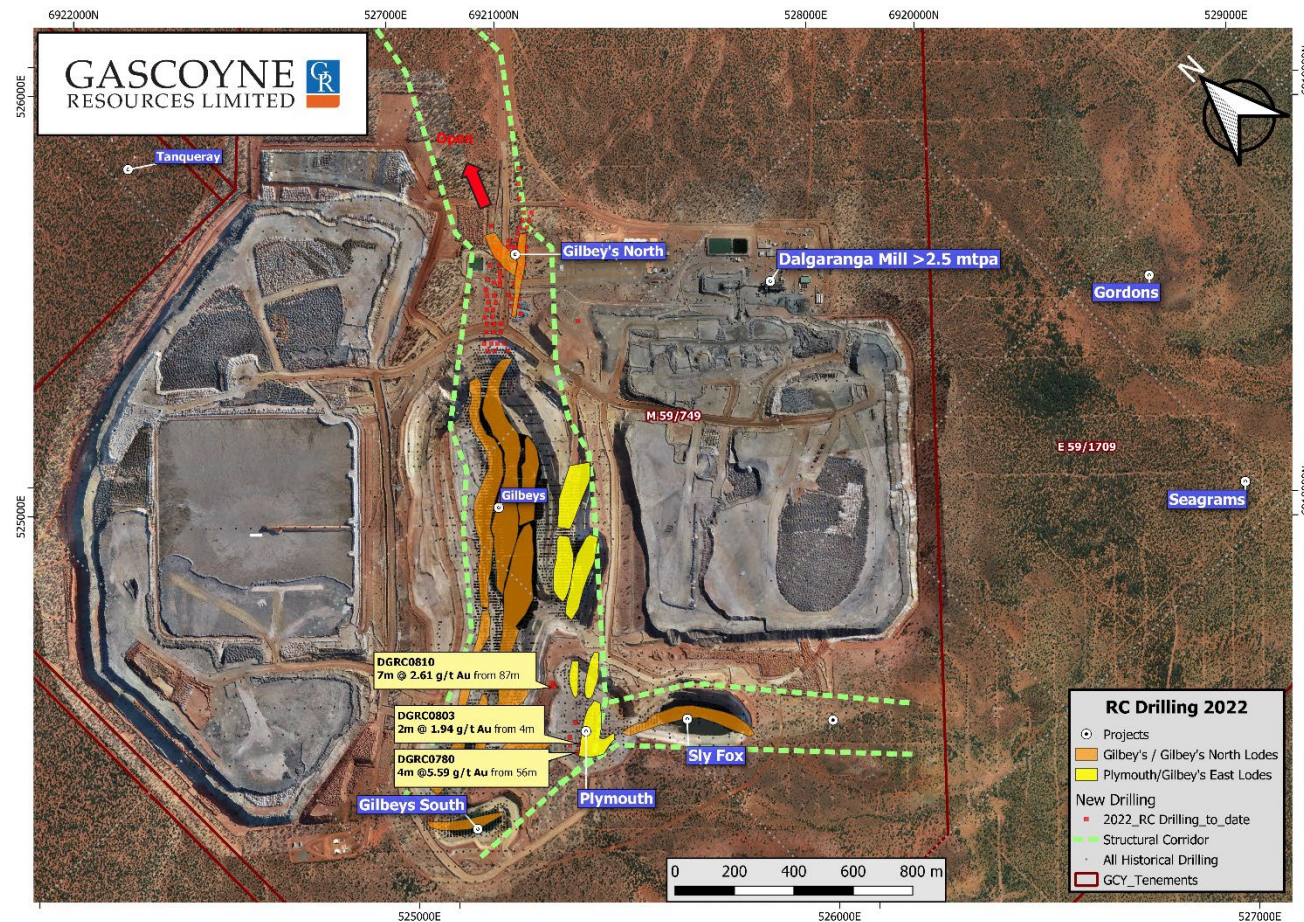 6922000N
527000E
6921000N
528000E
6920000N
529000E
GASCOYNE
GR
RESOURCES LIMITED
N
526000E
Open
Tanqueray
Gilbey's North
Dalgaranga Mill >2.5 mtpa
Gordons
M 59/749
E 59/1709
Gilbeys
Seagrams
525000E
DGRC0810
7m @ 2.61 g/t Au from 87m
DGRC0803
2m @ 1.94 g/t Au from 4m
DGRC0780
4m @5.59 g/t Au from 56m
Sly Fox
Plymouth
Gilbeys South
RC Drilling 2022
Projects
Gilbey's / Gilbey's North Lodes
Plymouth/Gilbey's East Lodes
New Drilling
2022_RC Drilling_to_date
Structural Corridor
All Historical Drilling
GCY_Tenements
0 200 400 600 800 m
525000E
526000E
527000E